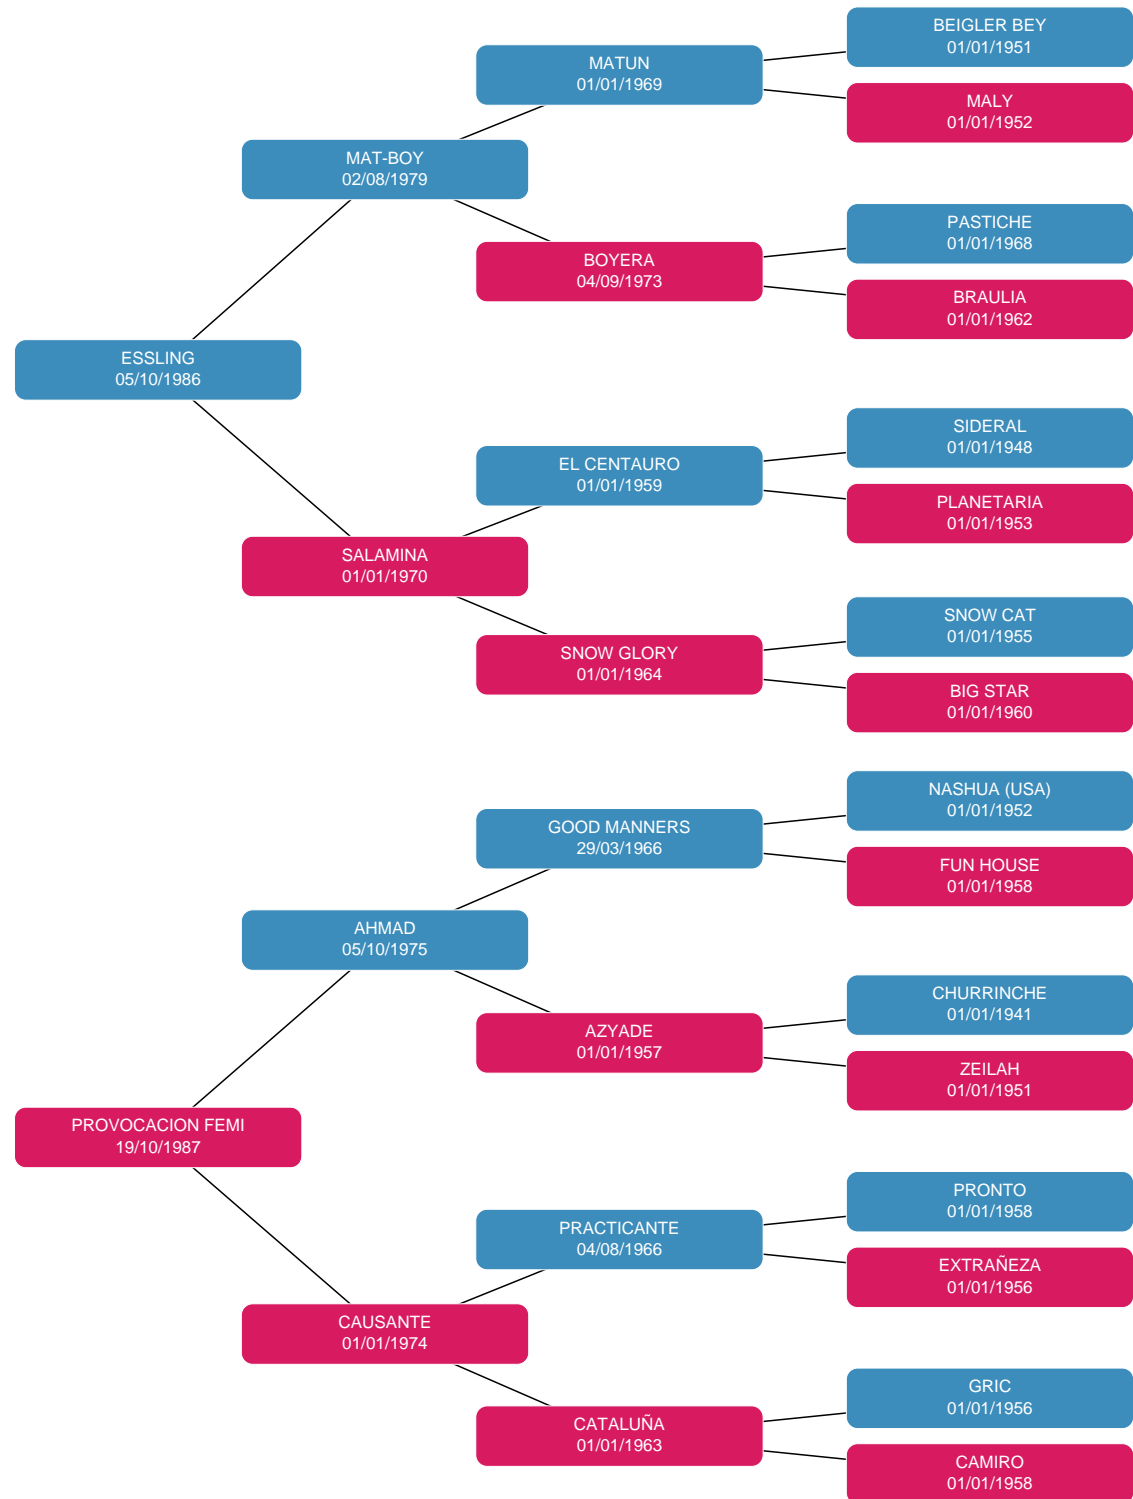 BEIGLER BEY
01/01/1951
MATUN
01/01/1969
MALY
01/01/1952
MAT-BOY
02/08/1979
PASTICHE
01/01/1968
BOYERA
04/09/1973
BRAULIA
01/01/1962
ESSLING
05/10/1986
SIDERAL
01/01/1948
EL CENTAURO
01/01/1959
PLANETARIA
01/01/1953
SALAMINA
01/01/1970
SNOW CAT
01/01/1955
SNOW GLORY
01/01/1964
BIG STAR
01/01/1960
NASHUA (USA)
01/01/1952
GOOD MANNERS
29/03/1966
FUN HOUSE
01/01/1958
AHMAD
05/10/1975
CHURRINCHE
01/01/1941
AZYADE
01/01/1957
ZEILAH
01/01/1951
PROVOCACION FEMI
19/10/1987
PRONTO
01/01/1958
PRACTICANTE
04/08/1966
EXTRAÑEZA
01/01/1956
CAUSANTE
01/01/1974
GRIC
01/01/1956
CATALUÑA
01/01/1963
CAMIRO
01/01/1958